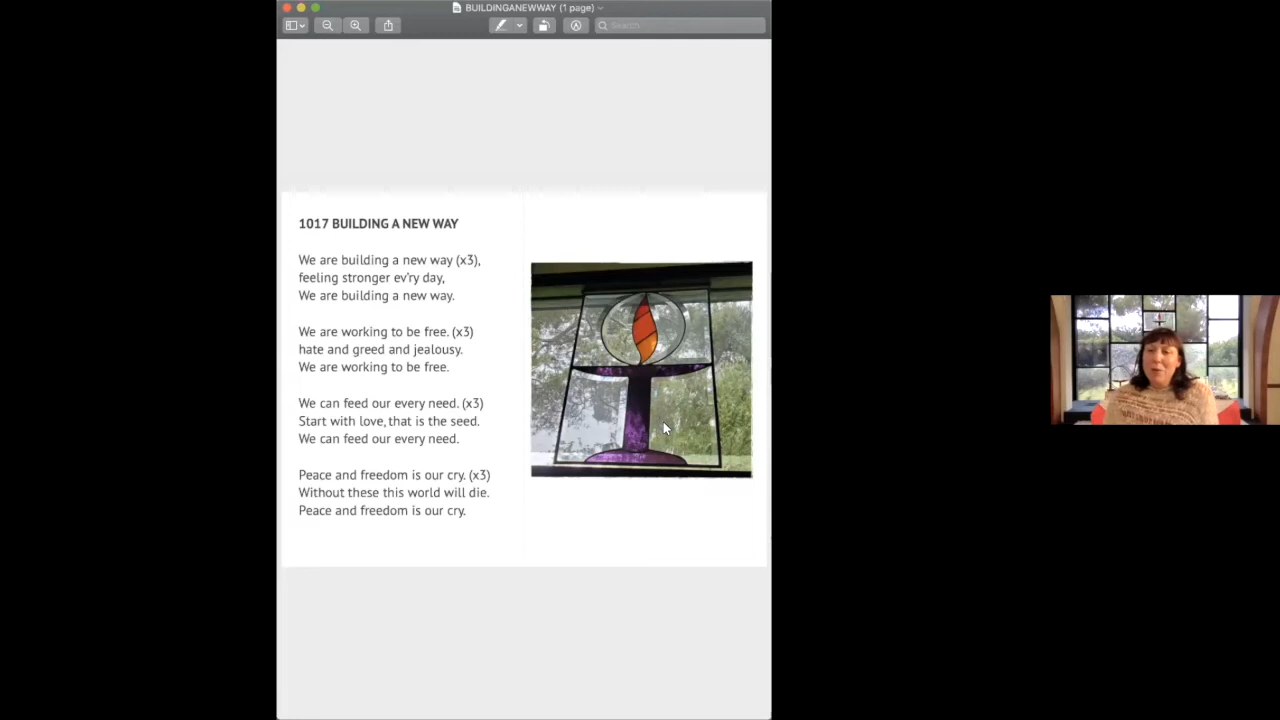 BUILDINGANEWWAY (1 page)
Search
1017 BUILDING A NEW WAY
We are building a new way (x3),
feeling stronger ev'ry day,
We are building a new way.
We are working to be free. (x3)
hate and greed and jealousy.
We are working to be free.
We can feed our every need. (x3)
Start with love, that is the seed.
We can feed our every need.
Peace and freedom is our cry. (x3)
Without these this world will die.
Peace and freedom is our cry.